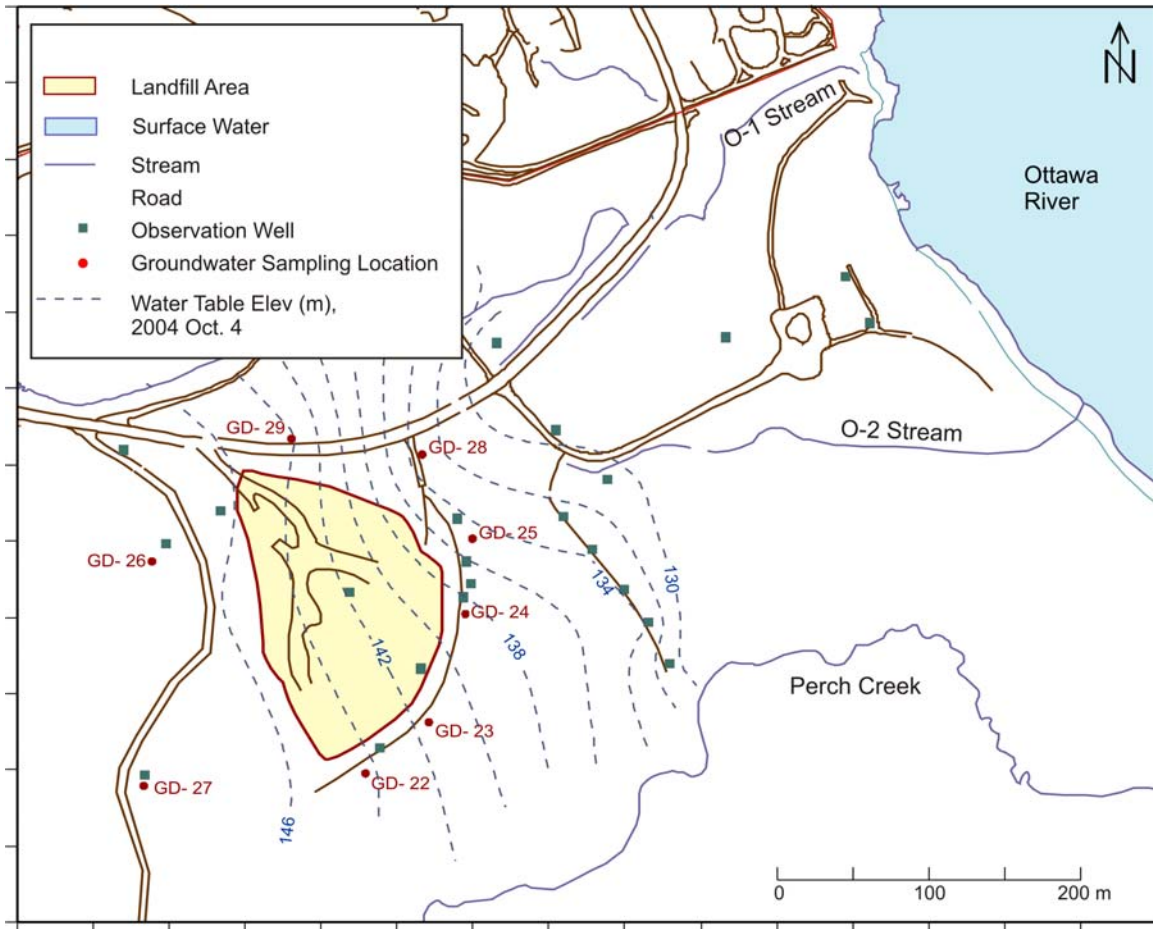 Landfill Area
Surface Water
Stream
Road
Observation Well
Groundwater Sampling Location
Water Table Elev (m),
2004 Oct. 4
N
O-1 Stream
Ottawa
River
GD- 29
GD- 28
O-2 Stream
GD- 25
GD- 26
134
130
GD- 24
142
138
Perch Creek
GD- 23
GD- 22
GD- 27
146
0 100 200 m